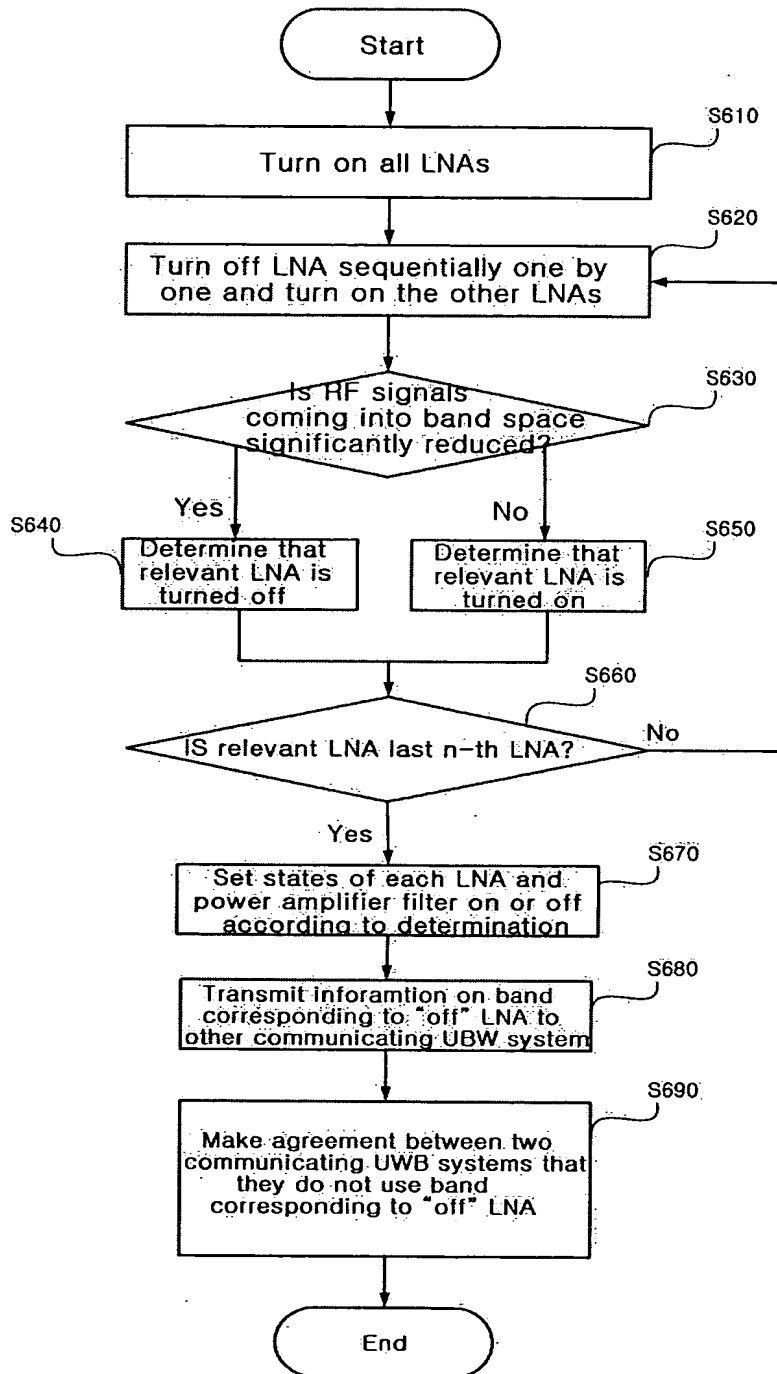 Start
S610
Turn on all LNAs
S620
Turn off LNA sequentially one by
one and turn on the other LNAs
S630
Is RF signals
coming into band space
significantly reduced?
Yes
No
S640
Determine that
relevant LNA is
turned off
S650
Determine that
relevant LNA is
turned on
S660
IS relevant LNA last n-th LNA?
No
Yes
S670
Set states of each LNA and
power amplifier filter on or off
according to determination
S680
Transmit inforamtion on band
corresponding to "off" LNA to
other communicating UBW system
S690
Make agreement between two
communicating UWB systems that
they do not use band
corresponding to "off" LNA
End